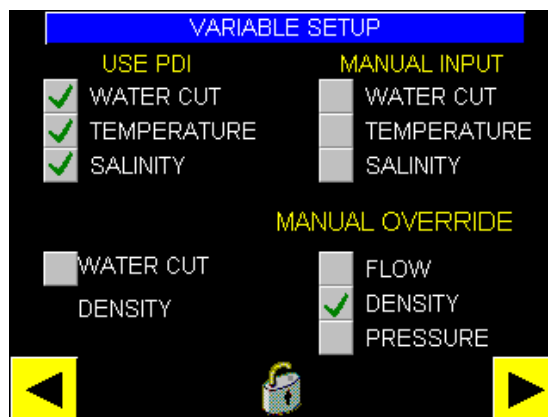 VARIABLE SETUP
USE PDI
WATER CUT
TEMPERATURE
SALINITY
MANUAL INPUT
WATER CUT
TEMPERATURE
SALINITY
WATER CUT
DENSITY
MANUAL OVERRIDE
FLOW
DENSITY
PRESSURE